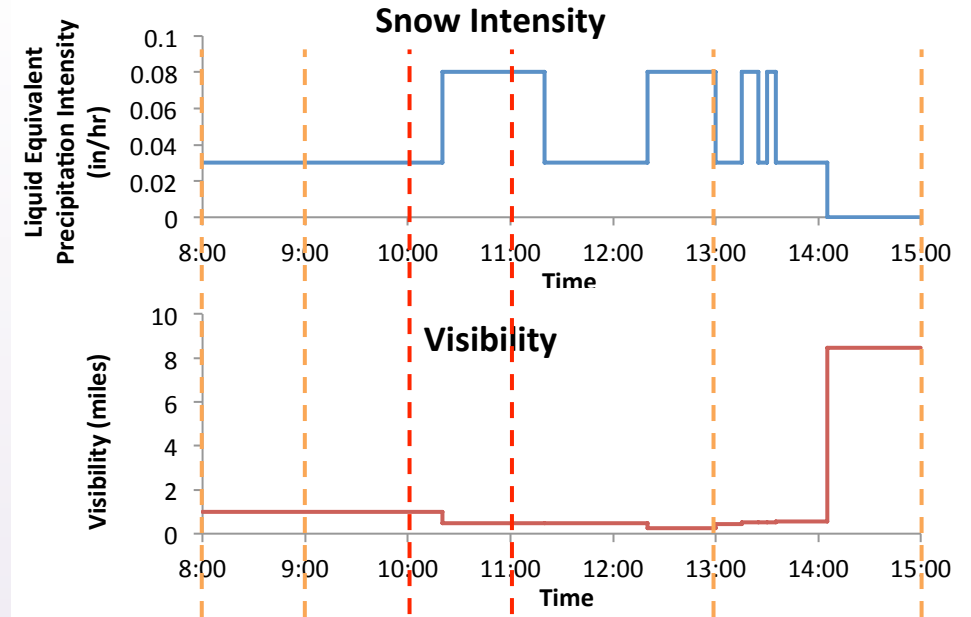 Snow Intensity
Liquid Equivalent
Precipitation Intensity
(in/hr)
0.1
0.08
0.06
0.04
0.02
0
8:00 9:00 10:00 11:00 12:00 13:00 14:00 15:00
Time
Visibility
Visibility (miles)
10
8
6
4
2
0
8:00 9:00 10:00 11:00 12:00 13:00 14:00 15:00
Time